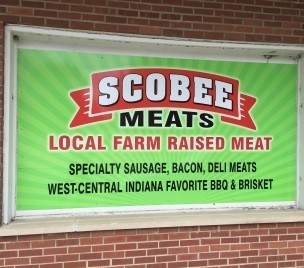 SCOBEE
MEATS
LOCAL FARM RAISED MEAT
SPECIALTY SAUSAGE, BACON, DELI MEATS
WEST-CENTRAL INDIANA FAVORITE BBQ & BRISKET